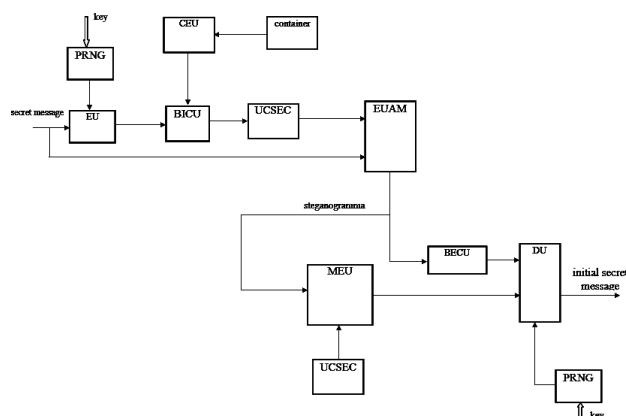 key
CEU
container
PRNG
secret message
EU
BICU
UCSEC
EUAM
steganogramma
BECU
DU
MEU
initial secret
message
UCSEC
PRNG
key